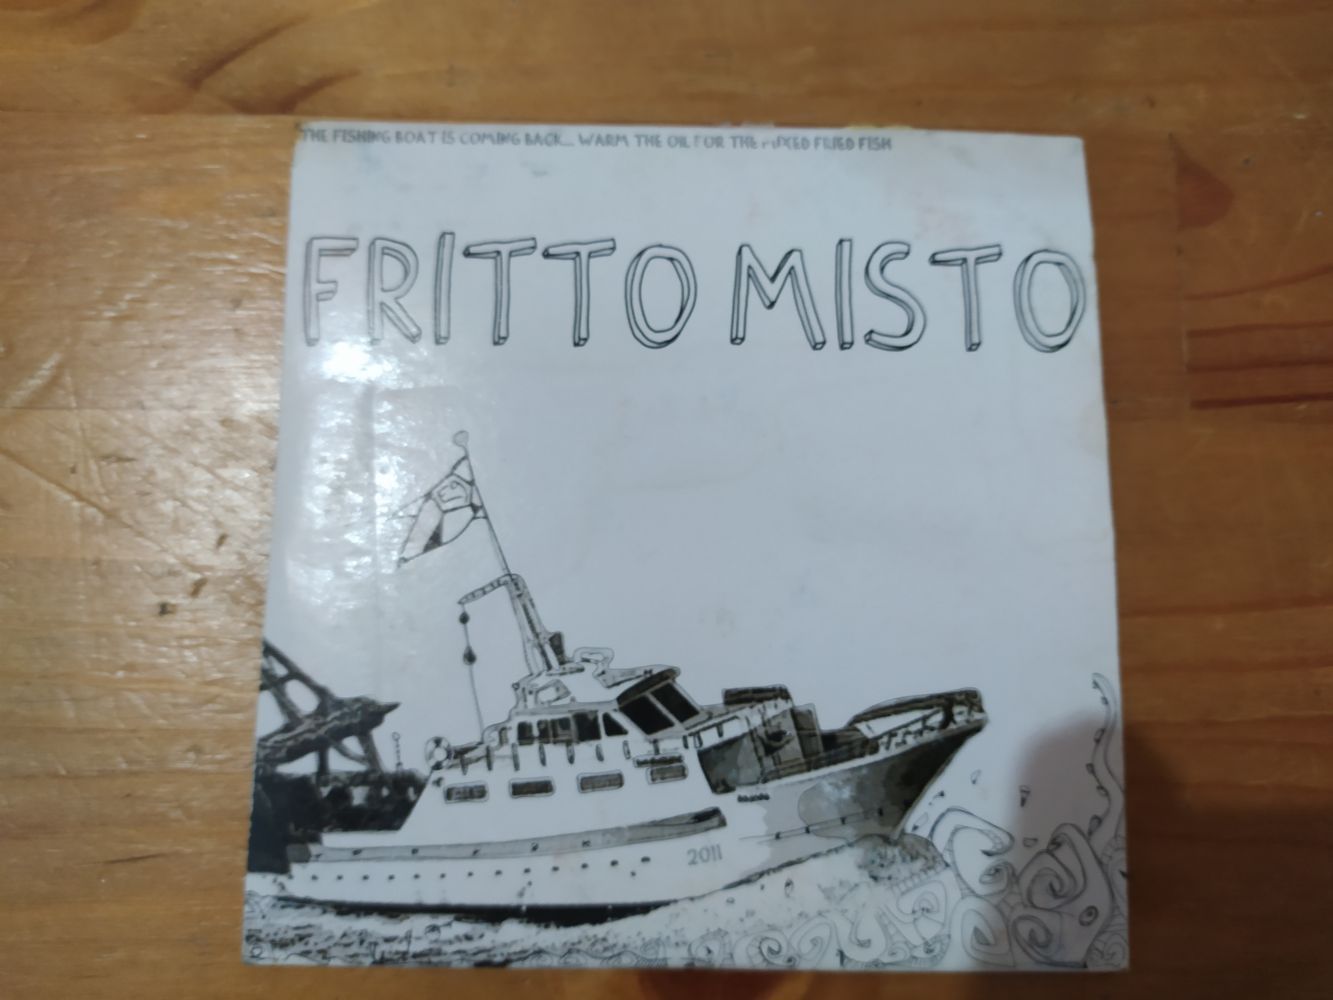 THE FISHING BOAT IS COMING BACK... WARM THE OIL FOR THE MIXED FRIED FISH
FRITTO MISTO
2011